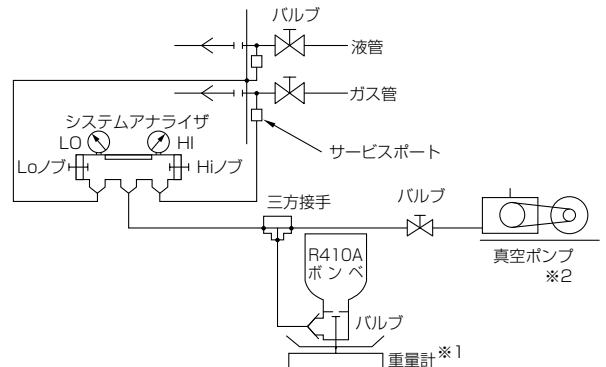 バルブ
液管
ガス管
システムアナライザ
LO
HI
サービスポート
Loノブ
Hiノブ
三方接手
バルブ
R410A
ボンベ
真空ポンプ
※2
バルブ
重量計※1